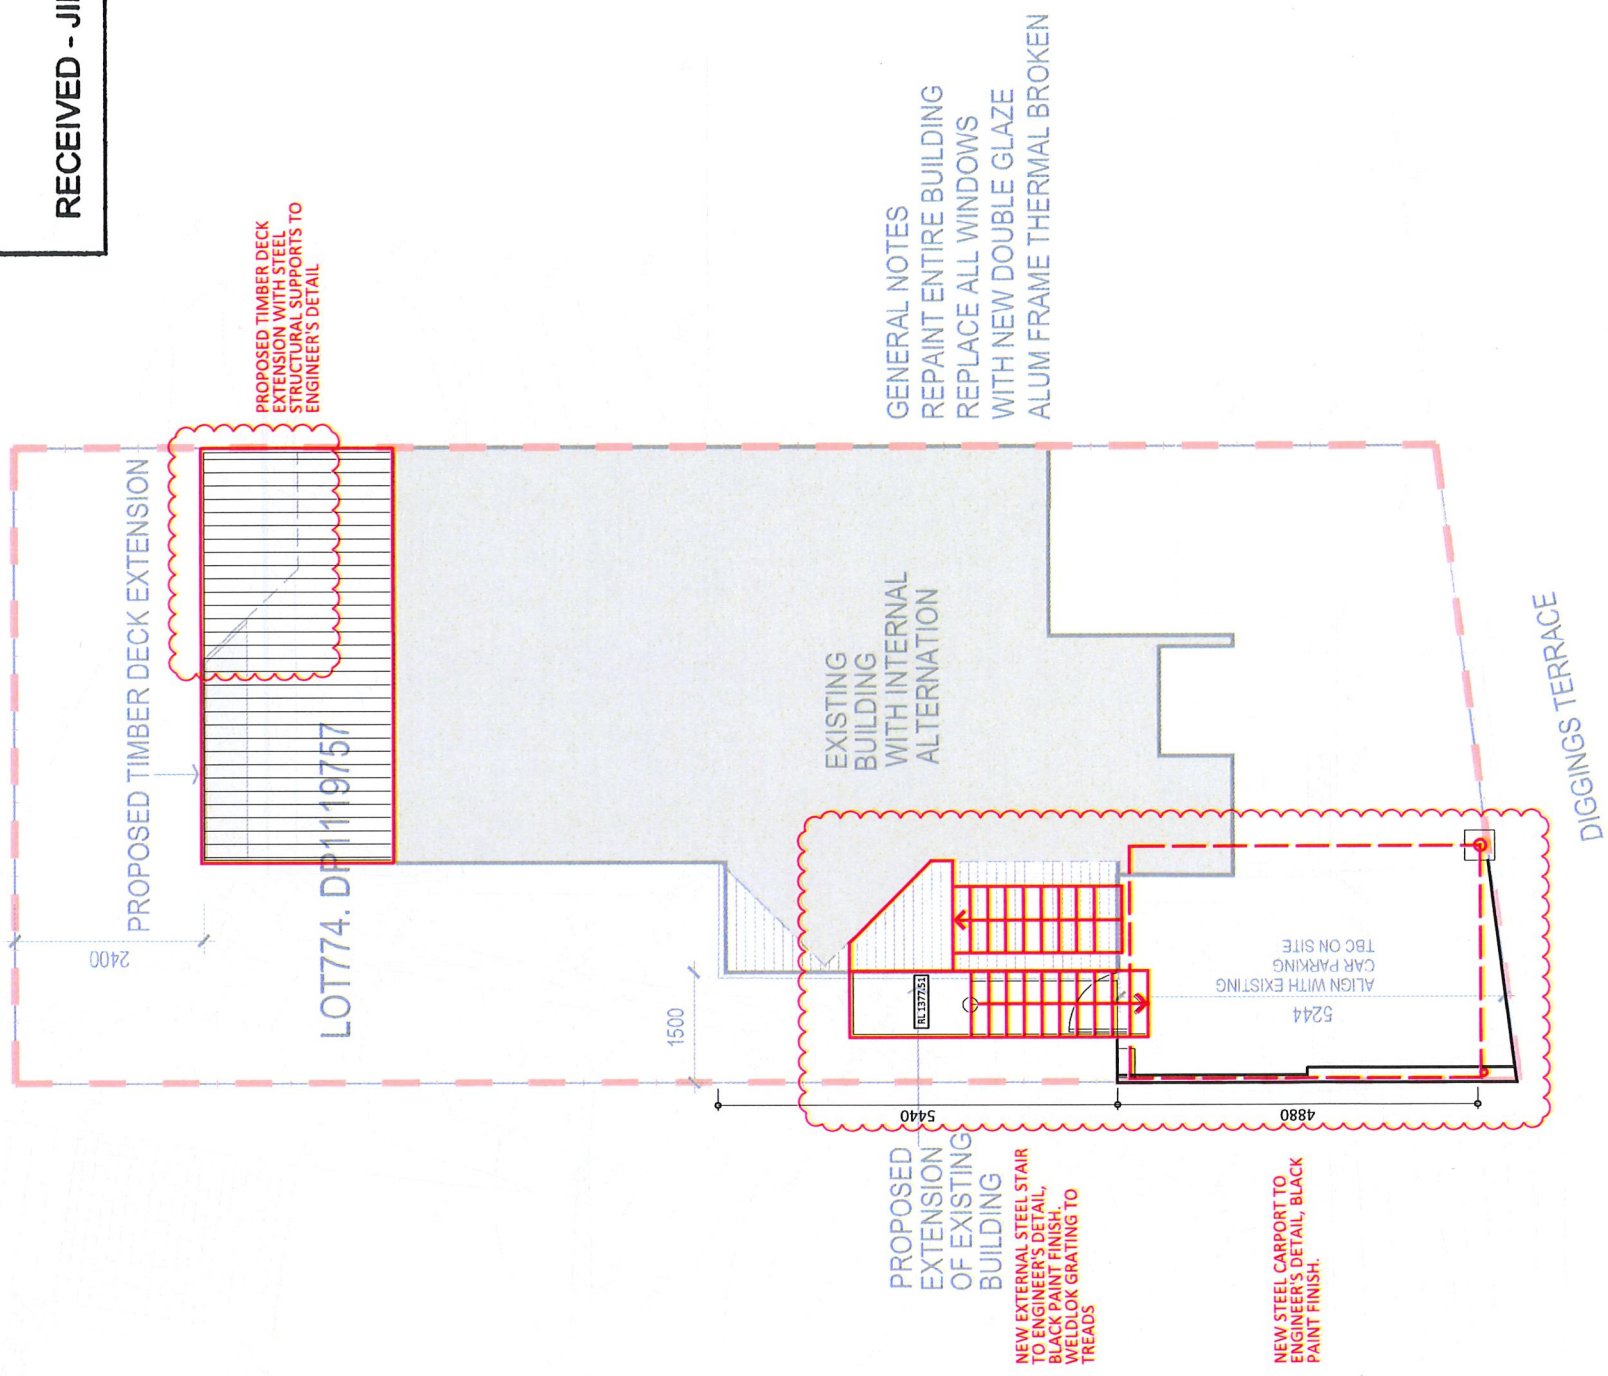 RECEIVED - JI
PROPOSED TIMBER DECK
EXTENSION WITH STEEL
STRUCTURAL SUPPORTS TO
ENGINEER'S DETAIL
PROPOSED TIMBER DECK EXTENSION
2400
LOT774. DP1119757
GENERAL NOTES
REPAINT ENTIRE BUILDING
REPLACE ALL WINDOWS
WITH NEW DOUBLE GLAZE
ALUM FRAME THERMAL BROKEN
EXISTING
BUILDING
WITH INTERNAL
ALTERNATION
1500
RL 1377.51
5440
4880
5244
ALIGN WITH EXISTING
CAR PARKING
TBC ON SITE
DIGGINGS TERRACE
PROPOSED
EXTENSION
OF EXISTING
BUILDING
NEW EXTERNAL STEEL STAIR
TO ENGINEER'S DETAIL,
BLACK PAINT FINISH.
WELDLOK GRATING TO
TREADS
NEW STEEL CARPORT TO
ENGINEER'S DETAIL, BLACK
PAINT FINISH.